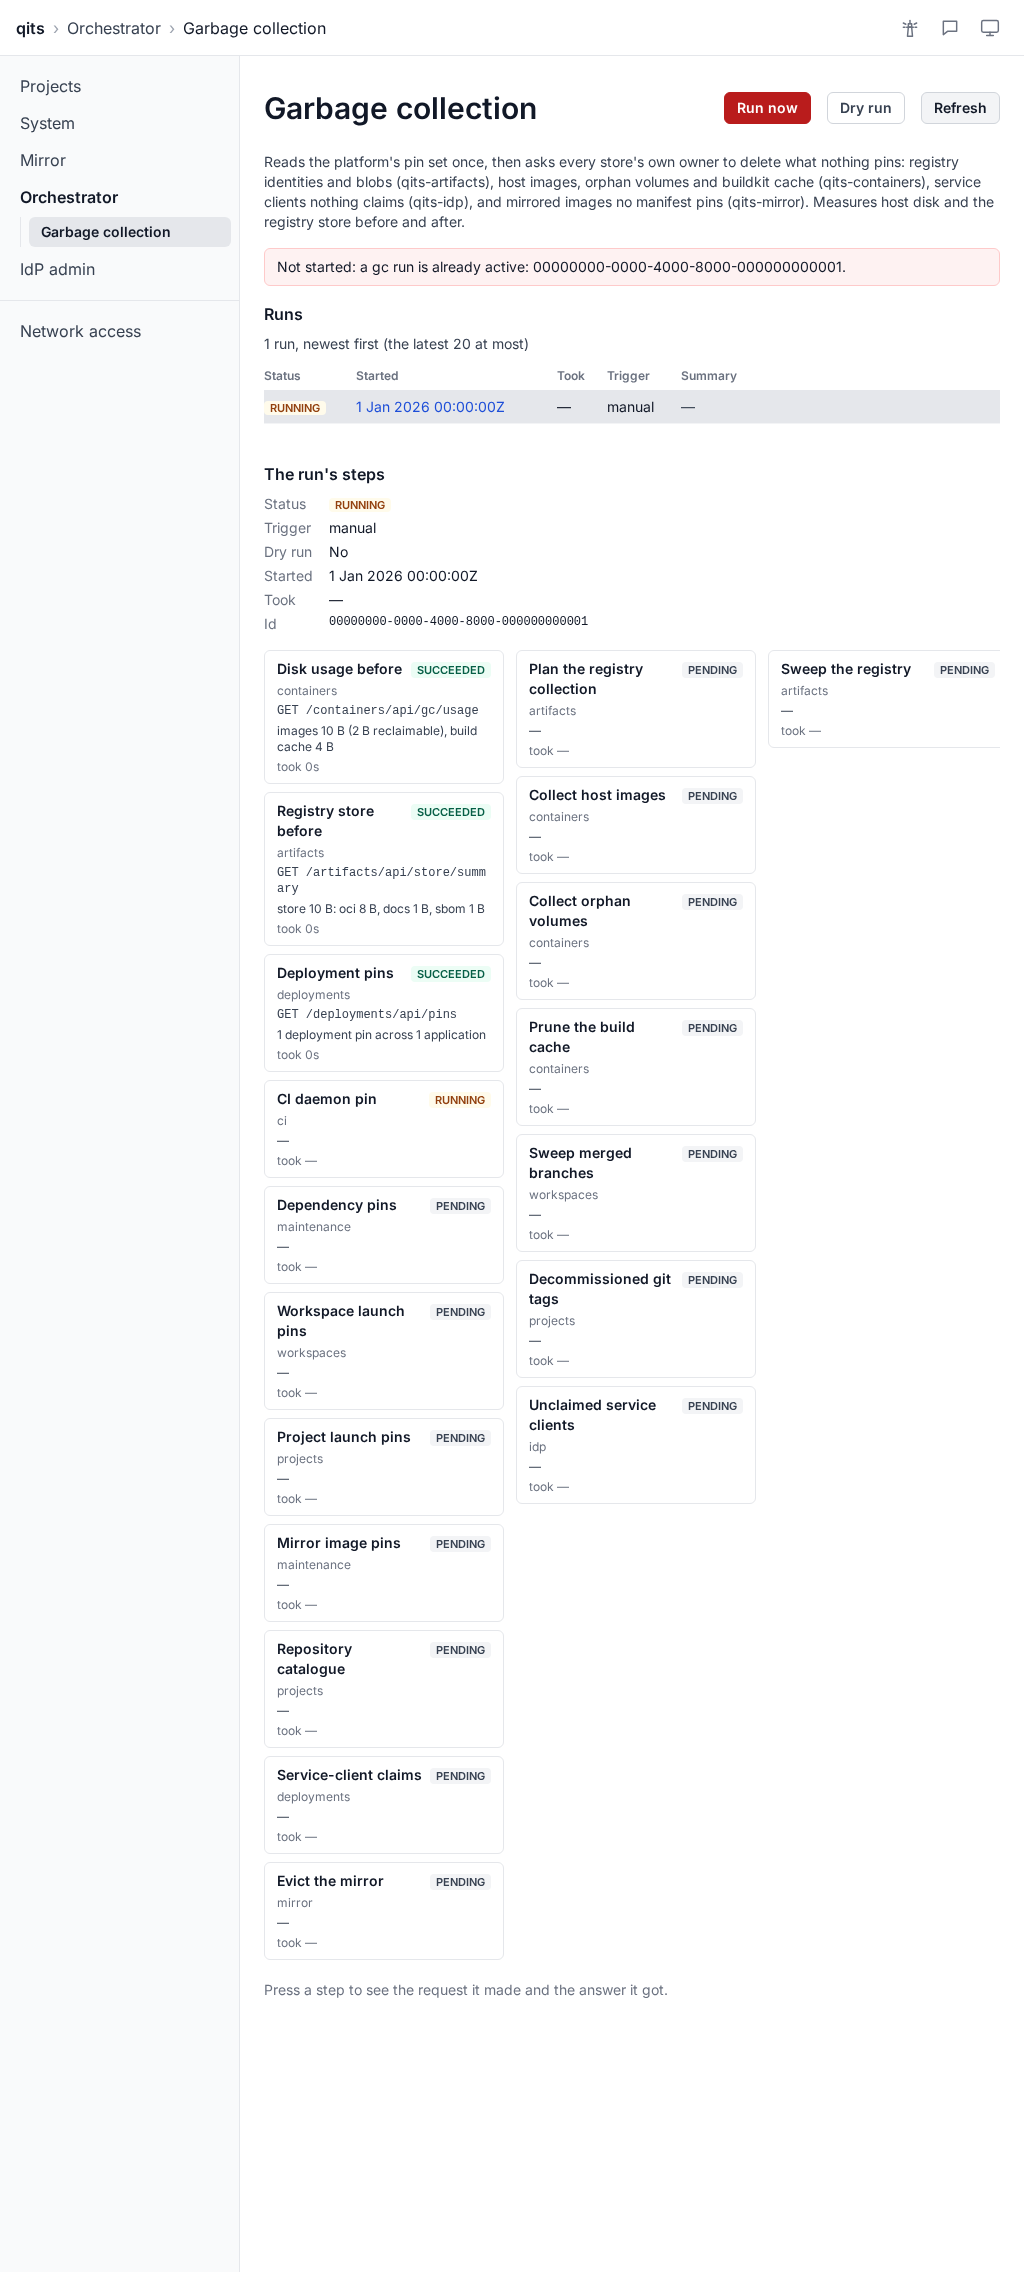 qits › Orchestrator › Garbage collection
Projects
System
Mirror
Orchestrator
Garbage collection
IdP admin
Network access
Garbage collection
Run now
Dry run
Refresh
Reads the platform's pin set once, then asks every store's own owner to delete what nothing pins: registry
identities and blobs (qits-artifacts), host images, orphan volumes and buildkit cache (qits-containers), service
clients nothing claims (qits-idp), and mirrored images no manifest pins (qits-mirror). Measures host disk and the
registry store before and after.
Not started: a gc run is already active: 00000000-0000-4000-8000-000000000001.
Runs
1 run, newest first (the latest 20 at most)
Status Started Took Trigger Summary
RUNNING 1 Jan 2026 00:00:00Z — manual —
The run's steps
Status RUNNING
Trigger manual
Dry run No
Started 1 Jan 2026 00:00:00Z
Took —
Id 00000000-0000-4000-8000-000000000001
Disk usage before SUCCEEDED
containers
GET /containers/api/gc/usage
images 10 B (2 B reclaimable), build
cache 4 B
took 0s
Registry store SUCCEEDED
before
artifacts
GET /artifacts/api/store/summ
ary
store 10 B: oci 8 B, docs 1 B, sbom 1 B
took 0s
Deployment pins SUCCEEDED
deployments
GET /deployments/api/pins
1 deployment pin across 1 application
took 0s
CI daemon pin RUNNING
ci
—
took —
Dependency pins PENDING
maintenance
—
took —
Workspace launch PENDING
pins
workspaces
—
took —
Project launch pins PENDING
projects
—
took —
Mirror image pins PENDING
maintenance
—
took —
Repository PENDING
catalogue
projects
—
took —
Service-client claims PENDING
deployments
—
took —
Evict the mirror PENDING
mirror
—
took —
Plan the registry PENDING
collection
artifacts
—
took —
Collect host images PENDING
containers
—
took —
Collect orphan PENDING
volumes
containers
—
took —
Prune the build PENDING
cache
containers
—
took —
Sweep merged PENDING
branches
workspaces
—
took —
Decommissioned git PENDING
tags
projects
—
took —
Unclaimed service PENDING
clients
idp
—
took —
Sweep the registry PENDING
artifacts
—
took —
Press a step to see the request it made and the answer it got.